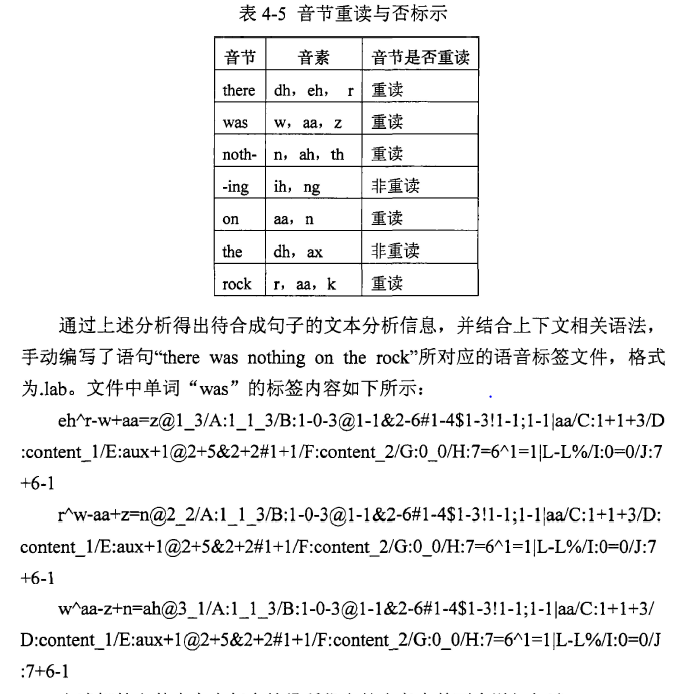 表 4-5 音节重读与否标示
音节 音素 音节是否重读
there dh，eh， r 重读
was w，aa，z 重读
noth- n，ah，th 重读
-ing ih，ng 非重读
on aa，n 重读
the dh，ax 非重读
rock r，aa，k 重读
通过上述分析得出待合成句子的文本分析信息，并结合上下文相关语法，
手动编写了语句“there was nothing on the rock”所对应的语音标签文件，格式
为.lab。文件中单词“was”的标签内容如下所示：
eh^r-w+aa=z@1_3/A:1_1_3/B:1-0-3@1-1&2-6#1-4$1-3!1-1;1-1|aa/C:1+1+3/D
:content_1/E:aux+1@2+5&2+2#1+1/F:content_2/G:0_0/H:7=6^1=1|L-L%/I:0=0/J:7
+6-1
r^w-aa+z=n@2_2/A:1_1_3/B:1-0-3@1-1&2-6#1-4$1-3!1-1;1-1|aa/C:1+1+3/D:
content_1/E:aux+1@2+5&2+2#1+1/F:content_2/G:0_0/H:7=6^1=1|L-L%/I:0=0/J:7
+6-1
w^aa-z+n=ah@3_1/A:1_1_3/B:1-0-3@1-1&2-6#1-4$1-3!1-1;1-1|aa/C:1+1+3/
D:content_1/E:aux+1@2+5&2+2#1+1/F:content_2/G:0_0/H:7=6^1=1|L-L%/I:0=0/J
:7+6-1